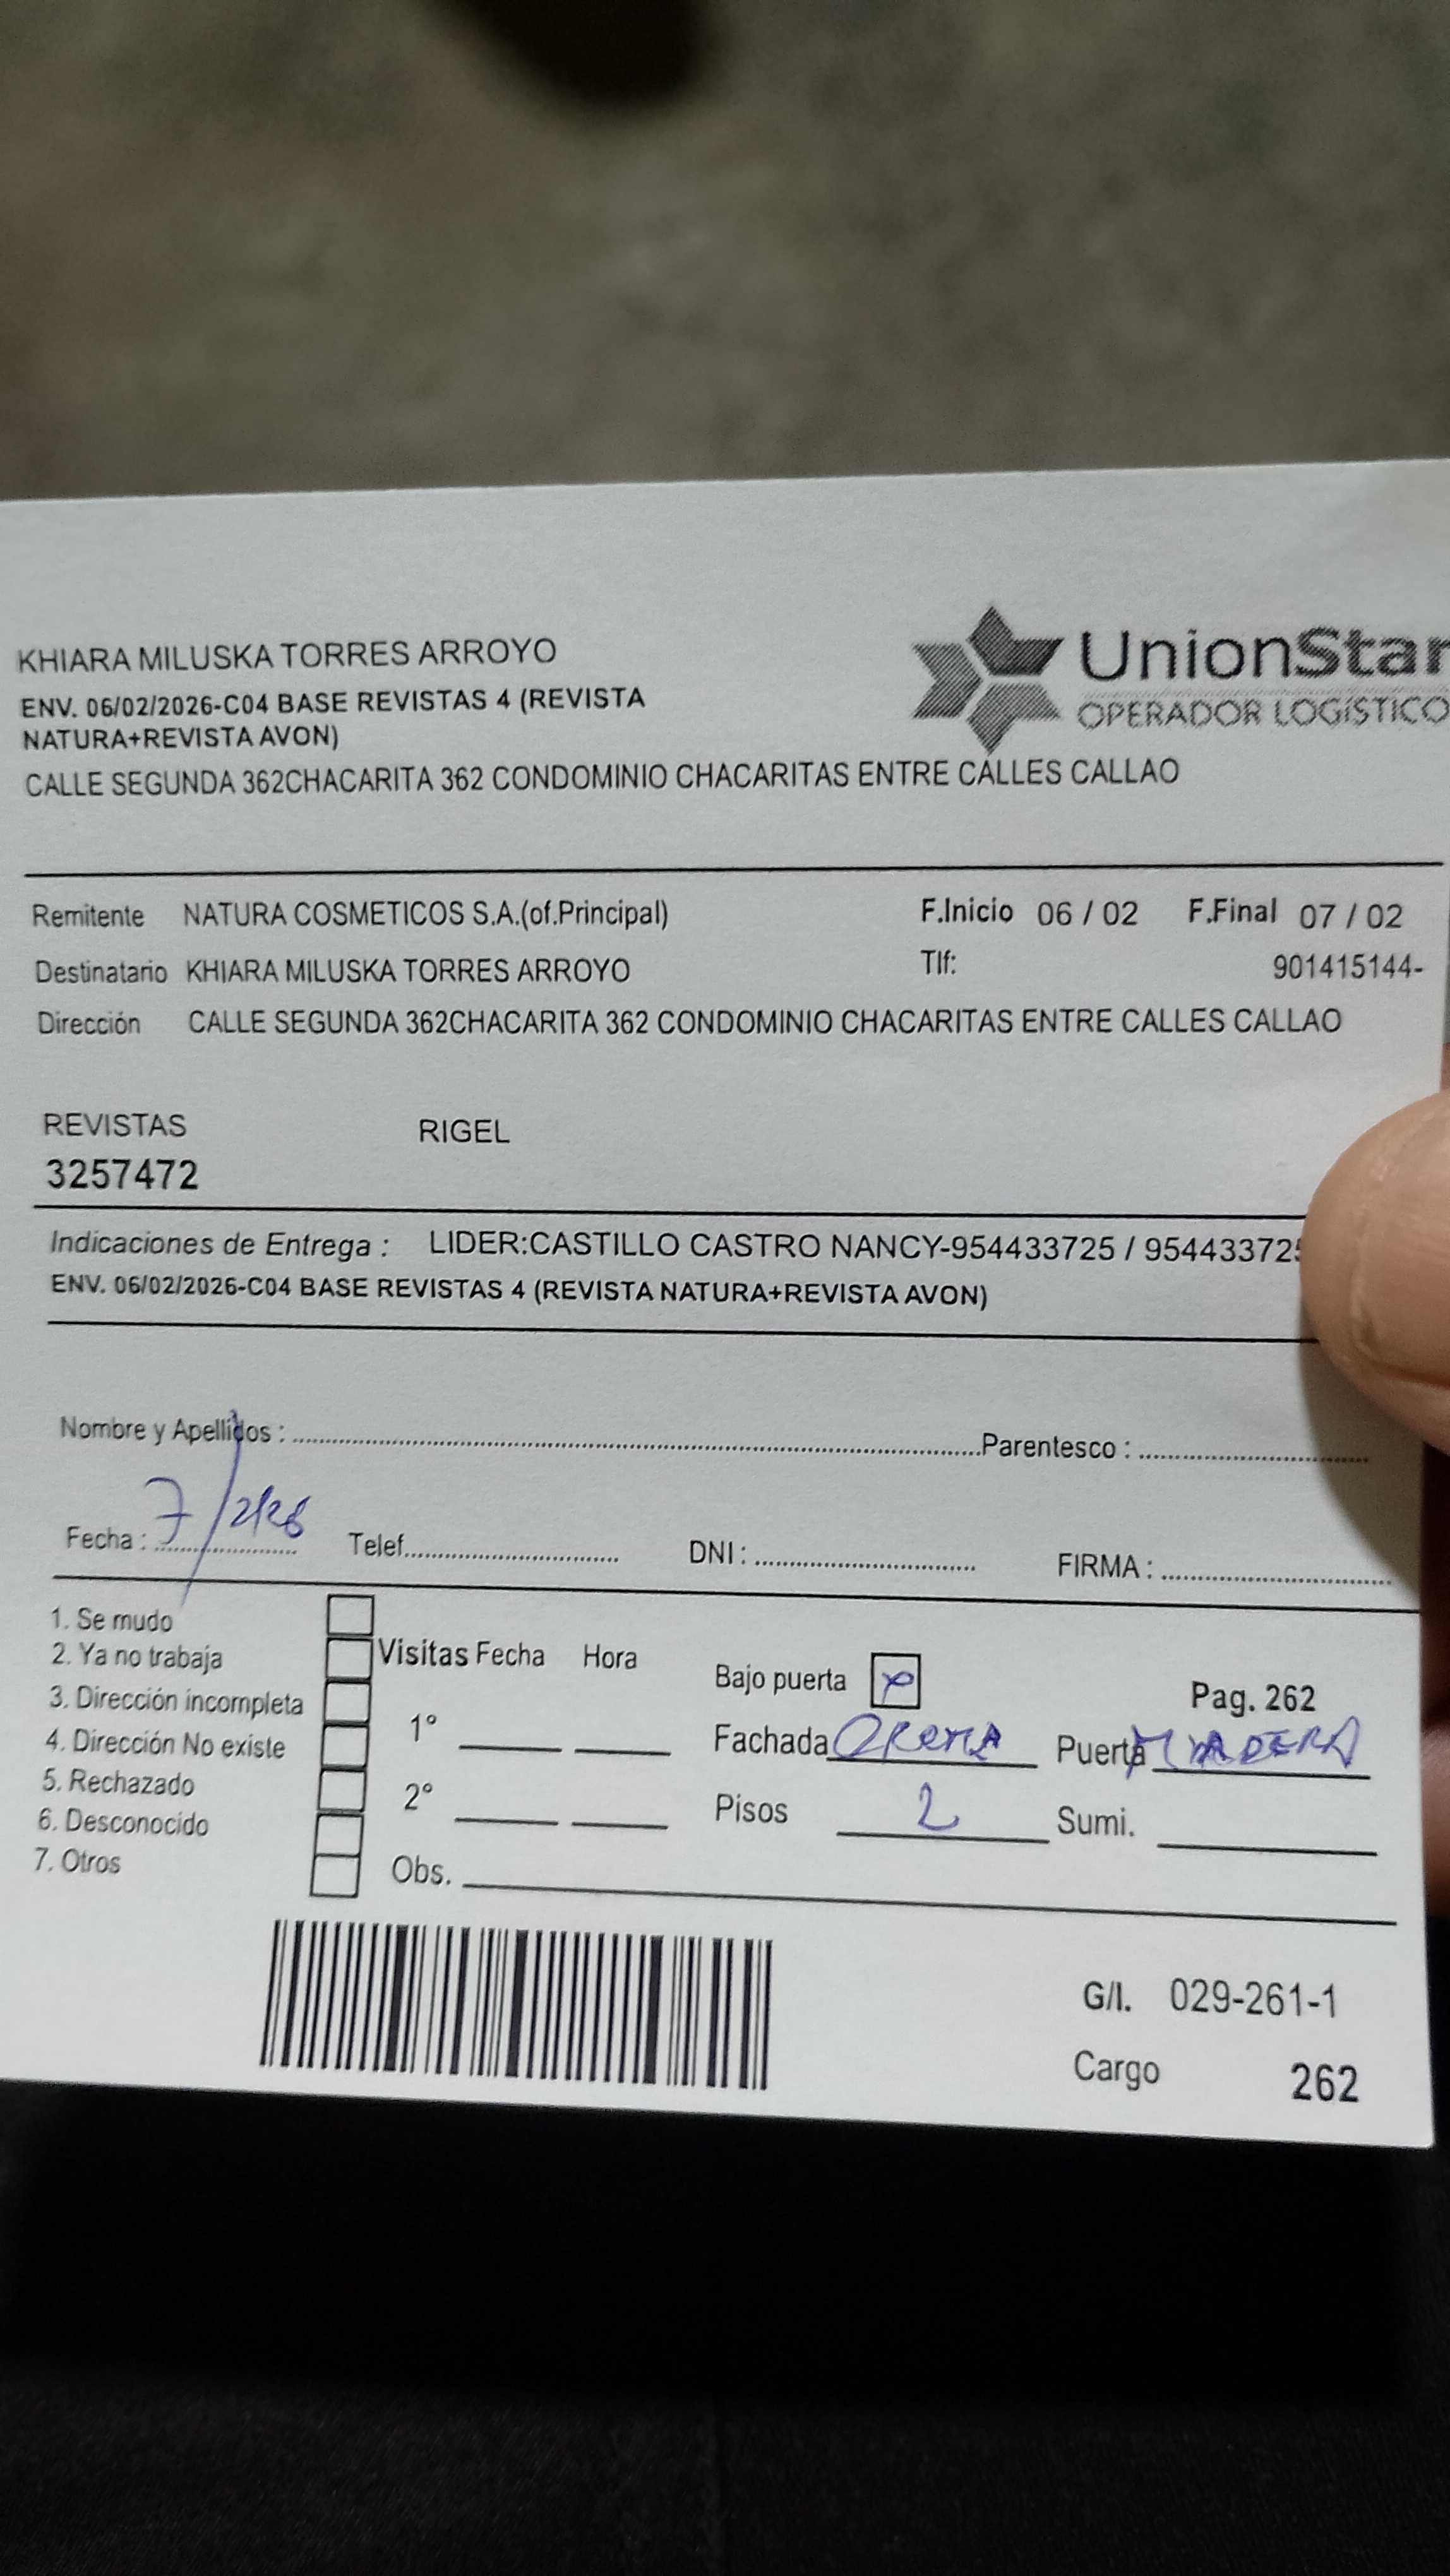 KHIARA MILUSKA TORRES ARROYO
UnionStar
OPERADOR LOGÍSTICO
ENV. 06/02/2026-C04 BASE REVISTAS 4 (REVISTA
NATURA+REVISTA AVON)
CALLE SEGUNDA 362CHACARITA 362 CONDOMINIO CHACARITAS ENTRE CALLES CALLAO
Remitente NATURA COSMETICOS S.A.(of.Principal) F.Inicio 06 / 02 F.Final 07 / 02
Destinatario KHIARA MILUSKA TORRES ARROYO Tlf: 901415144-
Dirección CALLE SEGUNDA 362CHACARITA 362 CONDOMINIO CHACARITAS ENTRE CALLES CALLAO
REVISTAS RIGEL
3257472
Indicaciones de Entrega : LIDER:CASTILLO CASTRO NANCY-954433725 / 95443372
ENV. 06/02/2026-C04 BASE REVISTAS 4 (REVISTA NATURA+REVISTA AVON)
Nombre y Apellidos : Parentesco :
Fecha : Telef. DNI : FIRMA :
1. Se mudo
2. Ya no trabaja Visitas Fecha Hora Bajo puerta
3. Dirección incompleta Pag. 262
4. Dirección No existe 1° Fachada CREMA Puerta MADERA
5. Rechazado 2° Pisos 2 Sumi.
6. Desconocido
7. Otros Obs.
G/I. 029-261-1
Cargo 262